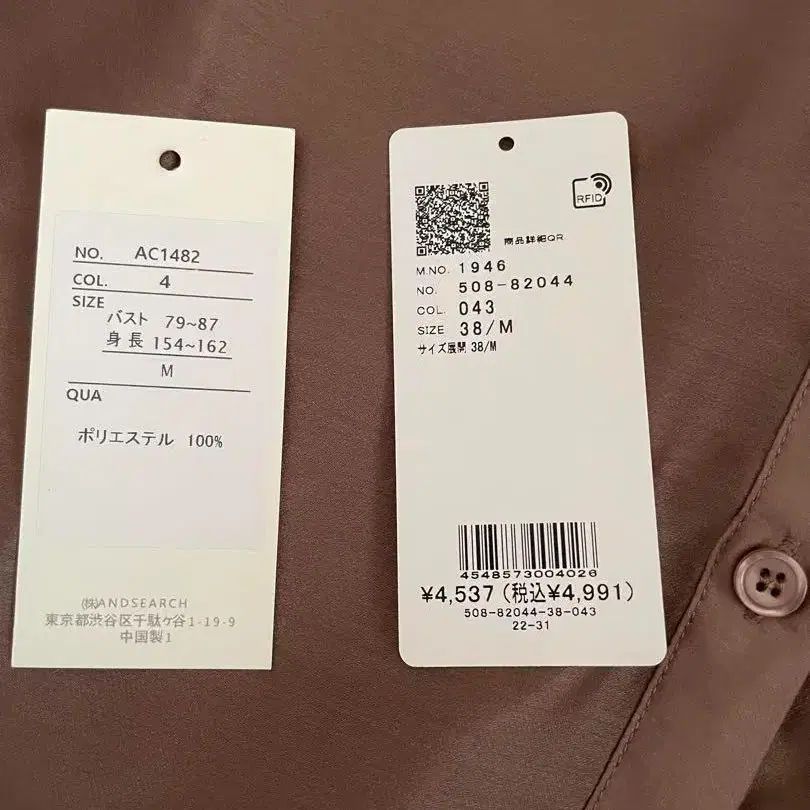 NO. AC1482
COL. 4
SIZE
バスト 79~87
身長 154~162
M
QUA
ポリエステル 100%
㈱ANDSEARCH
東京都渋谷区千駄ケ谷1-19-9
中国製1
RFID
商品詳細QR
M.NO. 1946
NO. 508-82044
COL. 043
SIZE 38/M
サイズ展開 38/M
4548573004026
¥4,537(税込¥4,991)
508-82044-38-043
22-31